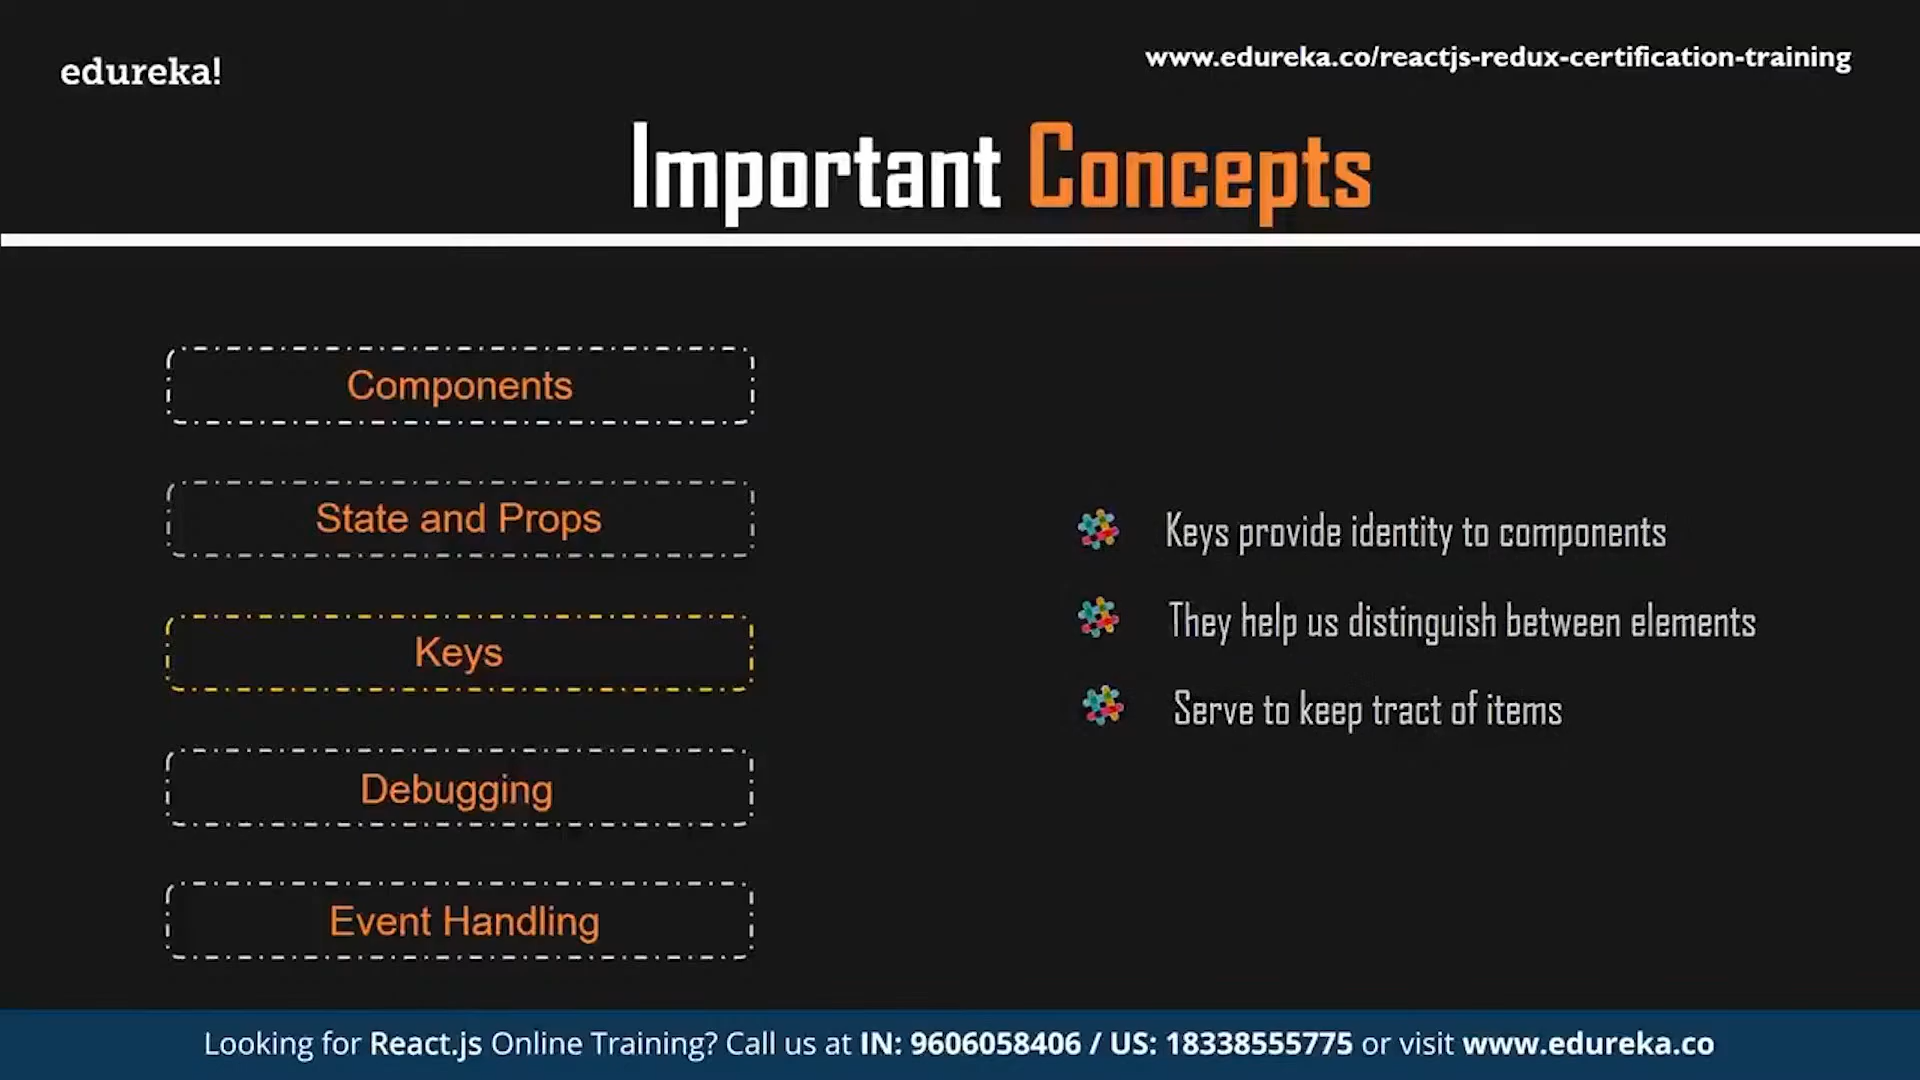 edureka!
www.edureka.co/reactjs-redux-certification-training
Important Concepts
Components
State and Props
Keys
Debugging
Event Handling
Keys provide identity to components
They help us distinguish between elements
Serve to keep tract of items
Looking for React.js Online Training? Call us at IN: 9606058406 / US: 18338555775 or visit www.edureka.co